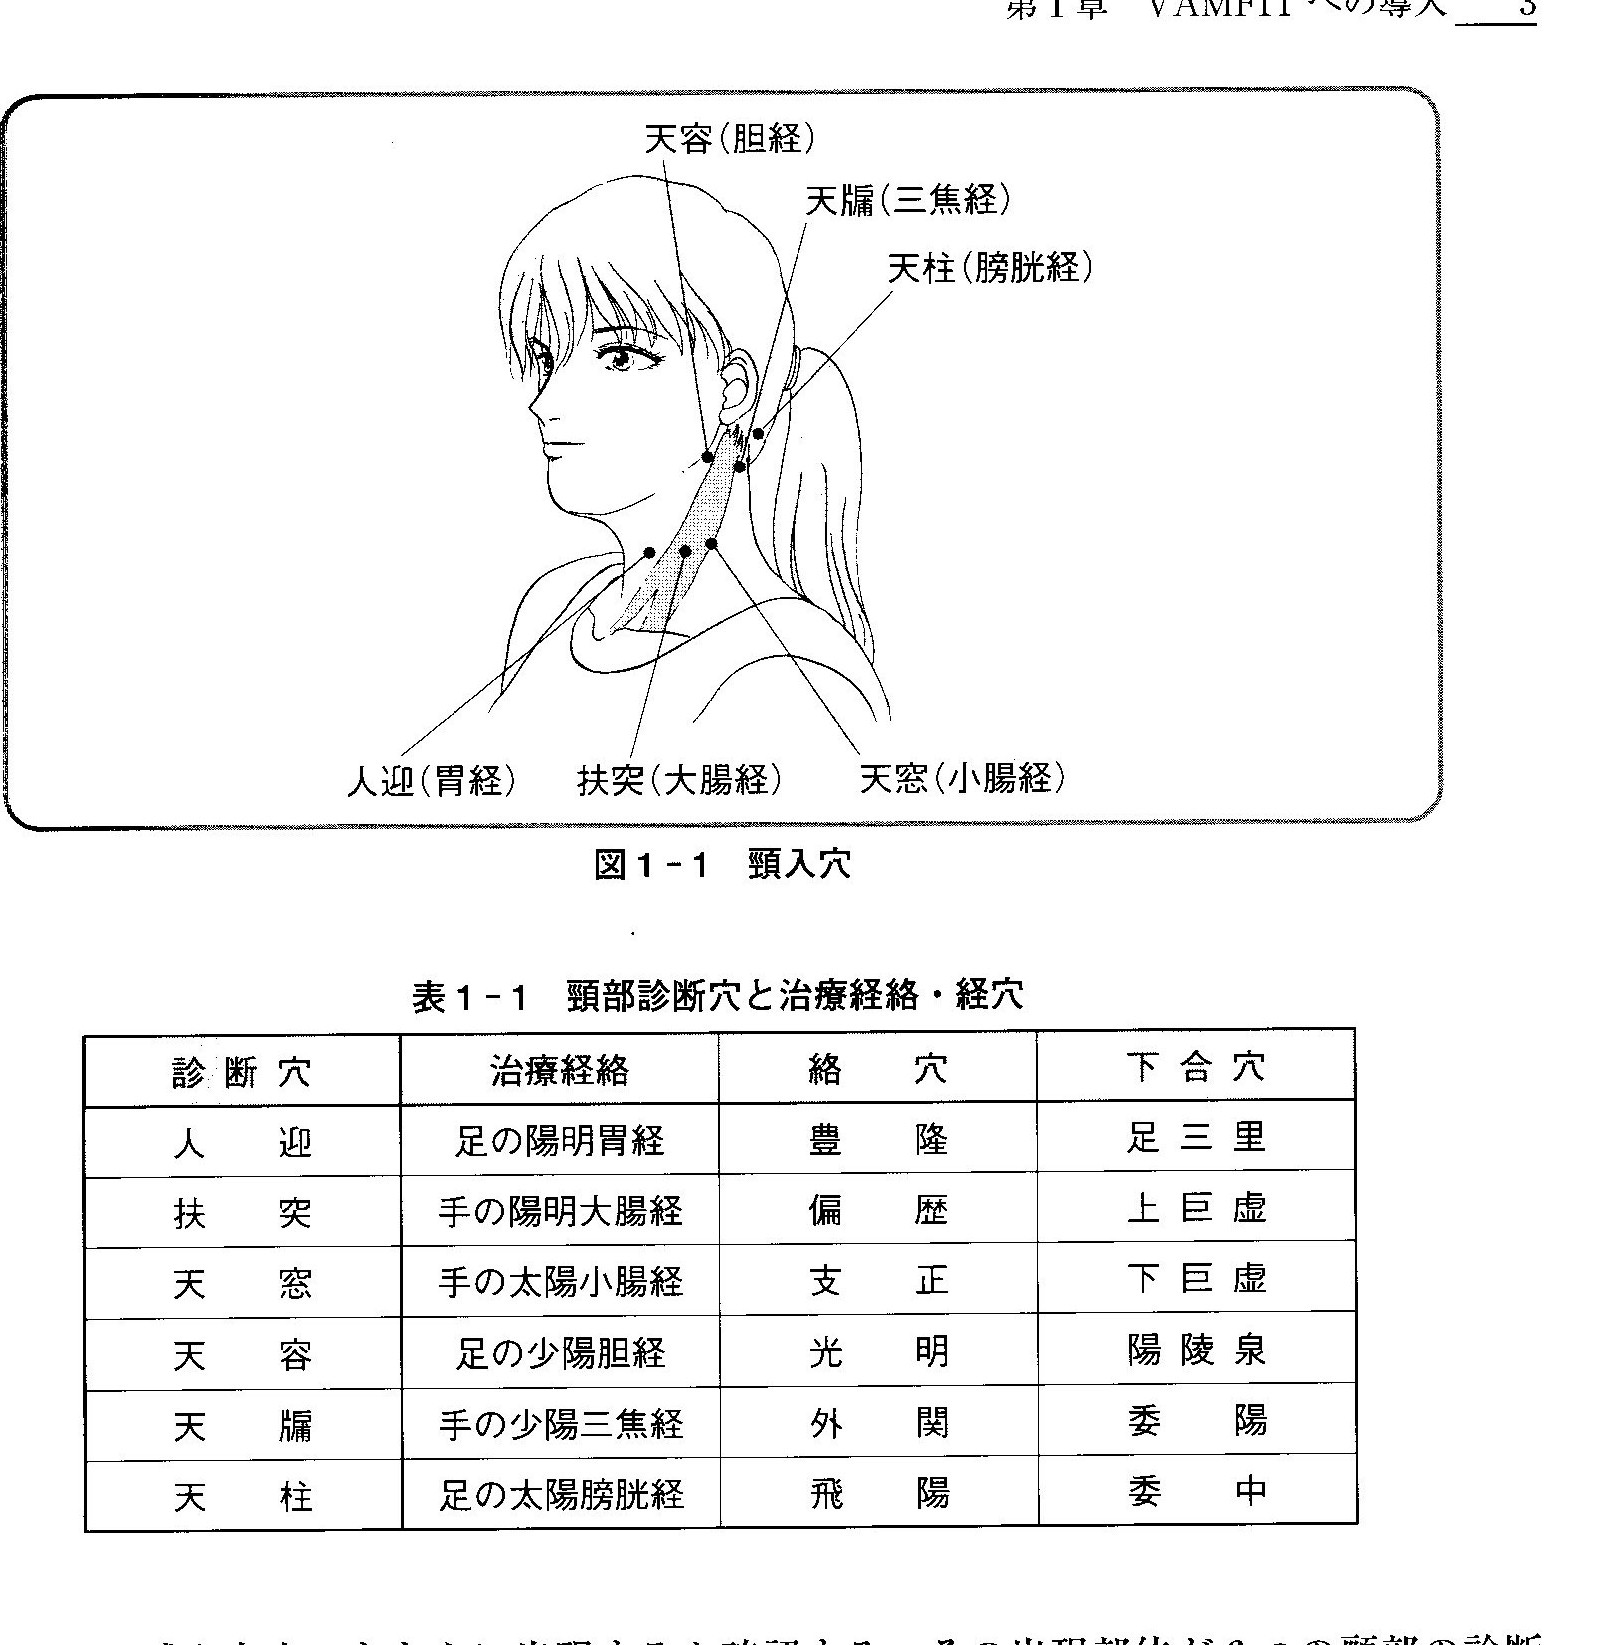 第1章 VAMFITへの導入 3
天容(胆経)
天牖(三焦経)
天柱(膀胱経)
人迎(胃経) 扶突(大腸経) 天窓(小腸経)
図1-1 頸入穴
表1-1 頸部診断穴と治療経絡・経穴
診断穴 治療経絡 絡穴 下合穴
人迎 足の陽明胃経 豊隆 足三里
扶突 手の陽明大腸経 偏歴 上巨虚
天窓 手の太陽小腸経 支正 下巨虚
天容 足の少陽胆経 光明 陽陵泉
天牖 手の少陽三焦経 外関 委陽
天柱 足の太陽膀胱経 飛陽 委中